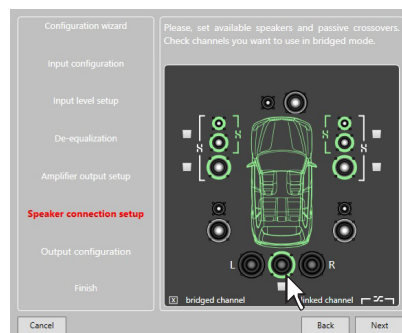 Configuration wizard
Input configuration
Input level setup
De-equalization
Amplifier output setup
Speaker connection setup
Output configuration
Finish
Please, set available speakers and passive crossovers.
Check channels you want to use in bridged mode.
L R
X bridged channel
linked channel
Cancel
Back
Next